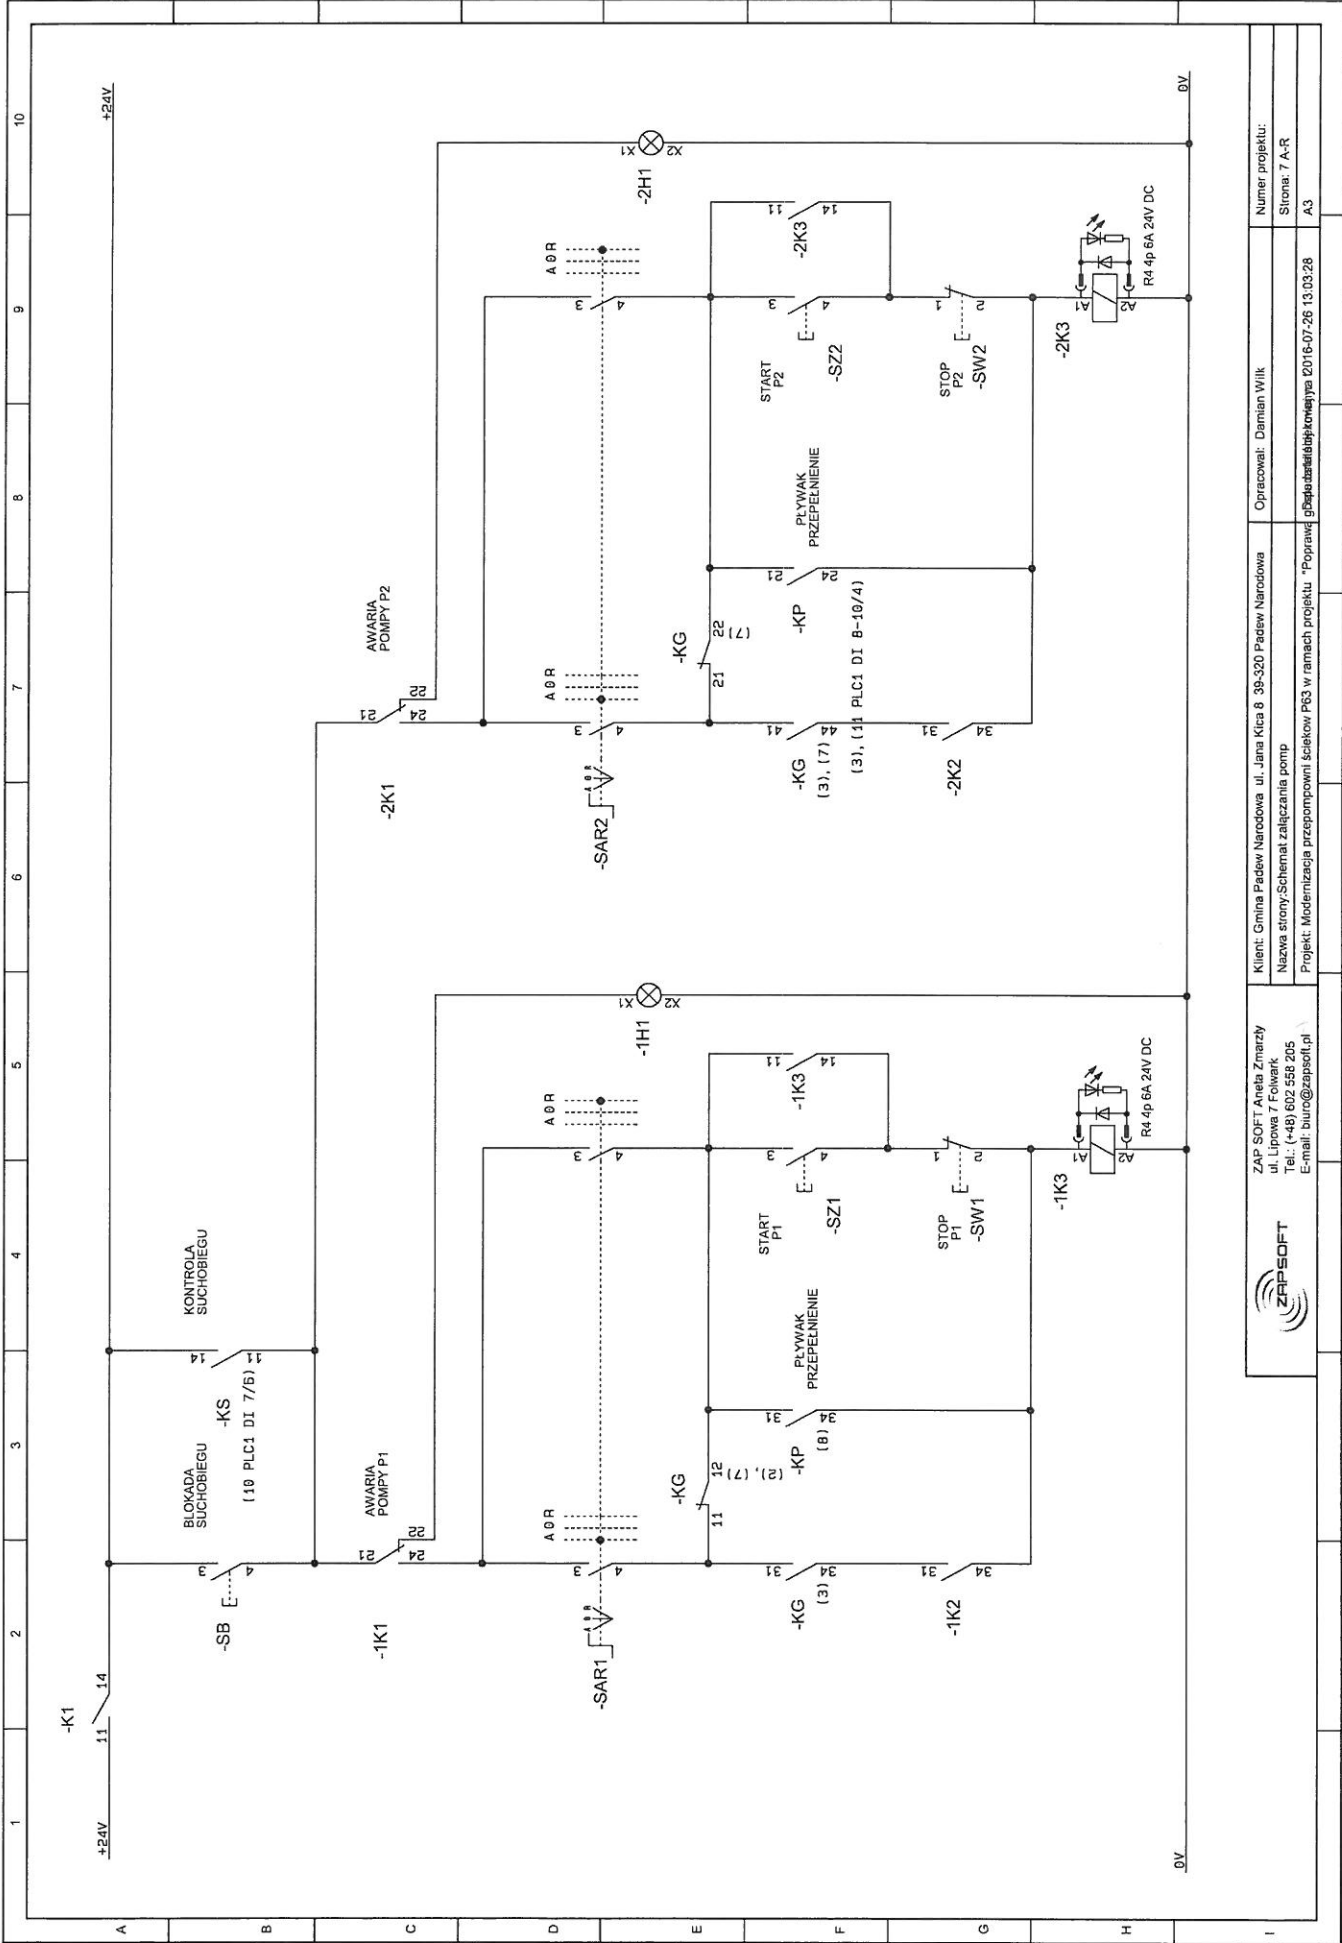 1
2
3
4
5
6
7
8
9
10
A
B
C
D
E
F
G
H
I
+24V
-K1
11
14
+24V
BLOKADA
SUCHOBIEGU
-SB
3
4
KONTROLA
SUCHOBIEGU
-KS
14
11
(10 PLC1 DI 7/6)
AWARIA
POMPY P1
-1K1
21
22
24
AWARIA
POMPY P2
-2K1
21
22
24
-SAR1
A 0 R
A 0 R
3
4
A 0 R
3
4
-SAR2
A 0 R
A 0 R
3
4
A 0 R
3
4
-1H1
X1
X2
-2H1
X1
X2
-KG
11
12
(2), (7)
-KG
21
22
(7)
-KG
31
34
(3)
-KP
31
34
(8)
PŁYWAK
PRZEPEŁNIENIE
START
P1
-SZ1
3
4
-1K3
11
14
-KG
41
44
(3), (7)
-KP
21
24
(3), (11 PLC1 DI 8-10/4)
PŁYWAK
PRZEPEŁNIENIE
START
P2
-SZ2
3
4
-2K3
11
14
-1K2
31
34
STOP
P1
-SW1
1
2
-2K2
31
34
STOP
P2
-SW2
1
2
-1K3
A1
A2
R4 4p 6A 24V DC
-2K3
A1
A2
R4 4p 6A 24V DC
0V
0V
ZAPSOFT
ZAP SOFT Aneta Zmarzły
ul. Lipowa 7 Folwark
Tel.: (+48) 602 558 205
E-mail: biuro@zapsoft.pl
Klient: Gmina Padew Narodowa ul. Jana Kica 8 39-320 Padew Narodowa
Opracował: Damian Wilk
Numer projektu:
Nazwa strony:Schemat załączania pomp
Strona: 7 A-R
Projekt: Modernizacja przepompowni ścieków P63 w ramach projektu "Poprawa 2016-07-26 13:03:28
A3